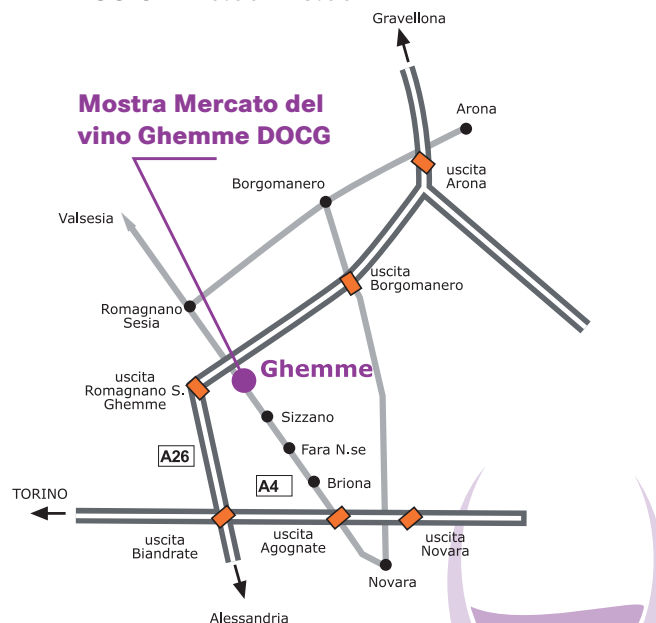 Gravellona
Mostra Mercato del
vino Ghemme DOCG
Arona
uscita
Arona
Borgomanero
Valsesia
uscita
Borgomanero
Romagnano
Sesia
Ghemme
uscita
Romagnano S.
Ghemme
Sizzano
Fara N.se
A26
A4
Briona
TORINO
uscita
Biandrate
uscita
Agognate
uscita
Novara
Novara
Alessandria